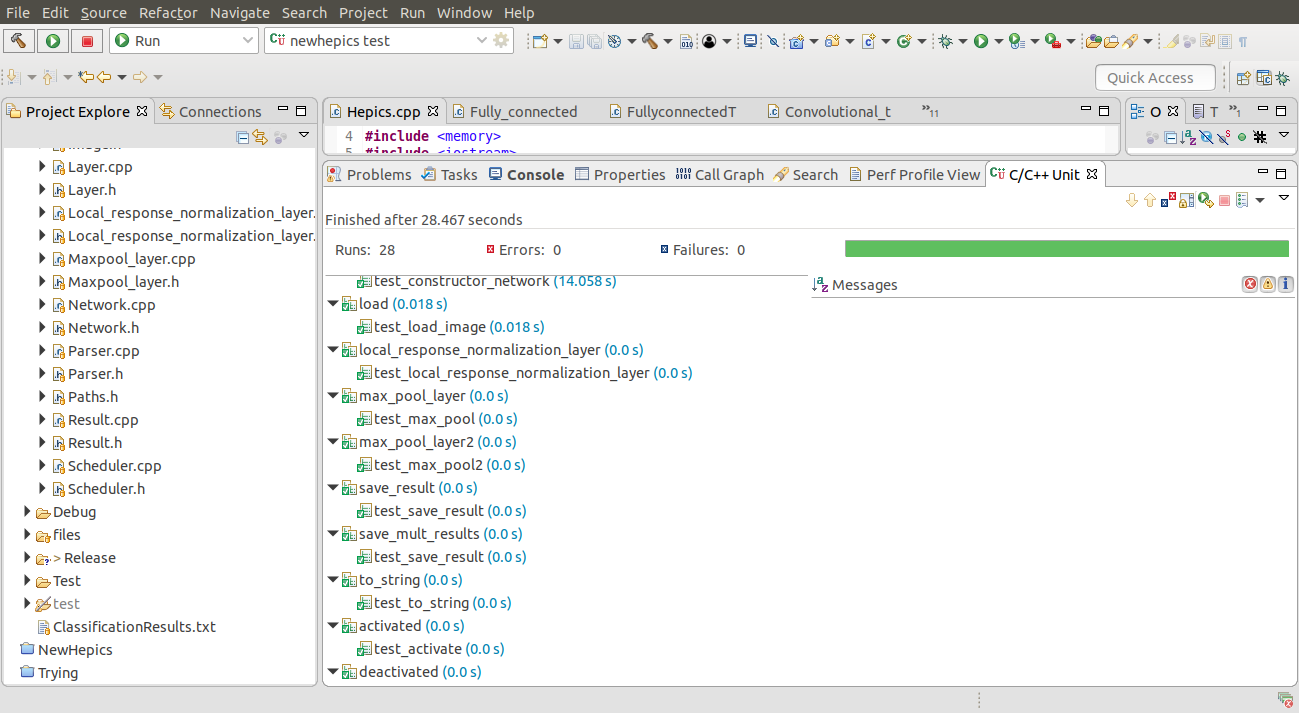 File Edit Source Refactor Navigate Search Project Run Window Help
Run
newhepics test
Quick Access
Project Explore
Connections
Layer.cpp
Layer.h
Local_response_normalization_layer.
Local_response_normalization_layer.
Maxpool_layer.cpp
Maxpool_layer.h
Network.cpp
Network.h
Parser.cpp
Parser.h
Paths.h
Result.cpp
Result.h
Scheduler.cpp
Scheduler.h
Debug
files
> Release
Test
test
ClassificationResults.txt
NewHepics
Trying
Hepics.cpp Fully_connected FullyconnectedT Convolutional_t »11
4 #include <memory>
5 #include <iostream>
O T »1
Problems Tasks Console Properties Call Graph Search Perf Profile View C/C++ Unit
Finished after 28.467 seconds
Runs: 28 Errors: 0 Failures: 0
test_constructor_network (14.058 s)
load (0.018 s)
test_load_image (0.018 s)
local_response_normalization_layer (0.0 s)
test_local_response_normalization_layer (0.0 s)
max_pool_layer (0.0 s)
test_max_pool (0.0 s)
max_pool_layer2 (0.0 s)
test_max_pool2 (0.0 s)
save_result (0.0 s)
test_save_result (0.0 s)
save_mult_results (0.0 s)
test_save_result (0.0 s)
to_string (0.0 s)
test_to_string (0.0 s)
activated (0.0 s)
test_activate (0.0 s)
deactivated (0.0 s)
Messages